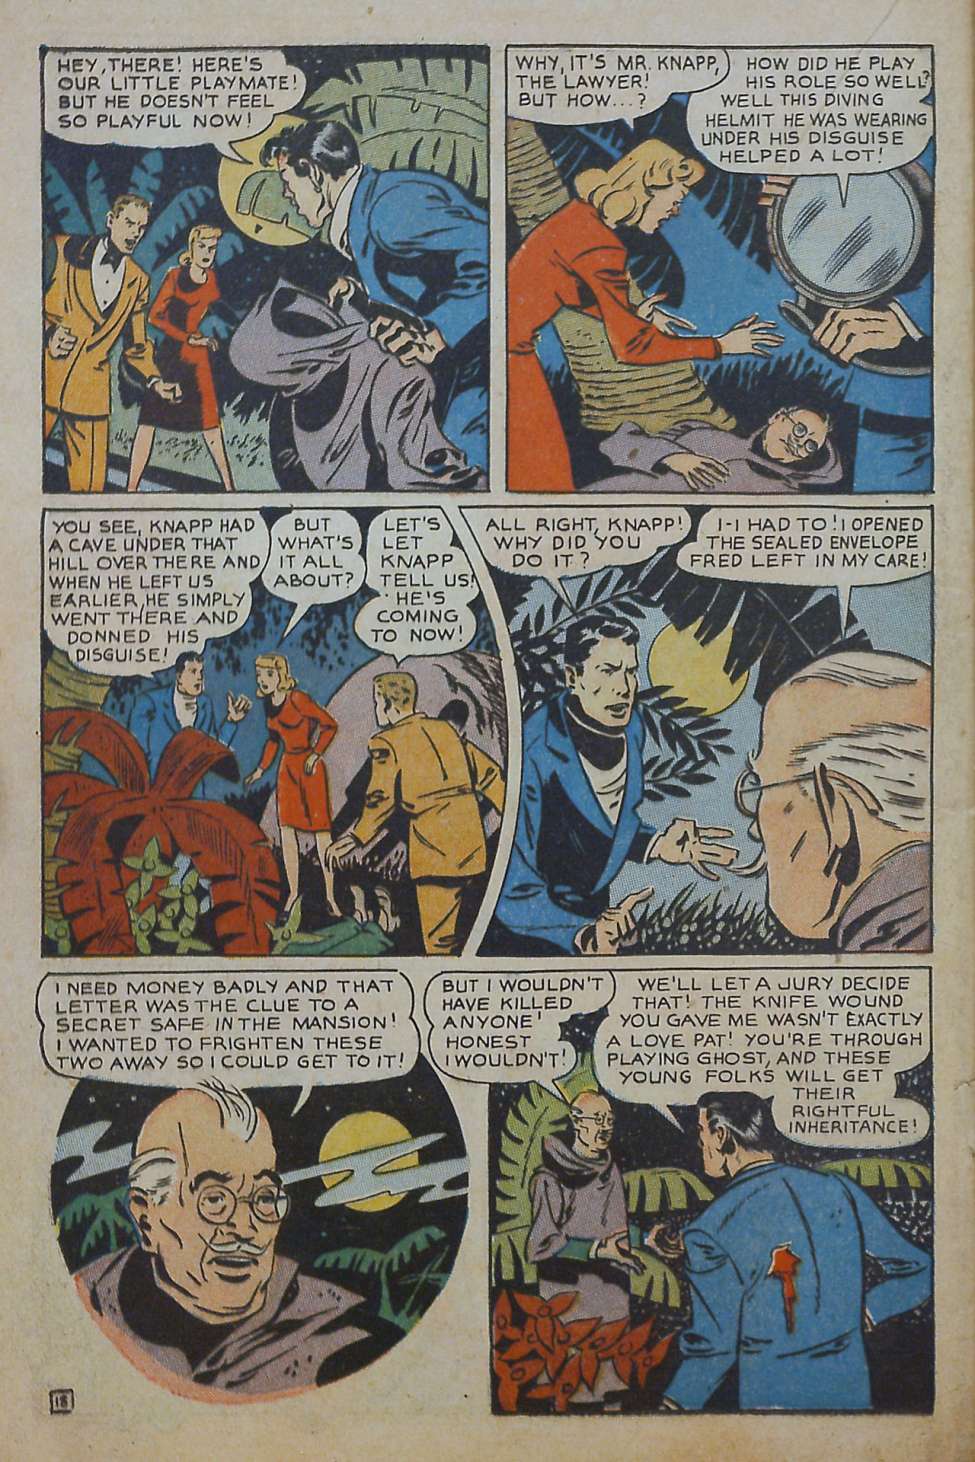 HEY, THERE! HERE'S
OUR LITTLE PLAYMATE!
BUT HE DOESN'T FEEL
SO PLAYFUL NOW!
WHY, IT'S MR. KNAPP,
THE LAWYER!
BUT HOW...?
HOW DID HE PLAY
HIS ROLE SO WELL?
WELL THIS DIVING
HELMIT HE WAS WEARING
UNDER HIS DISGUISE
HELPED A LOT!
YOU SEE, KNAPP HAD
A CAVE UNDER THAT
HILL OVER THERE AND
WHEN HE LEFT US
EARLIER, HE SIMPLY
WENT THERE AND
DONNED HIS
DISGUISE!
BUT
WHAT'S
IT ALL
ABOUT?
LET'S
LET
KNAPP
TELL US!
HE'S
COMING
TO NOW!
ALL RIGHT, KNAPP!
WHY DID YOU
DO IT?
I-I HAD TO! I OPENED
THE SEALED ENVELOPE
FRED LEFT IN MY CARE!
I NEED MONEY BADLY AND THAT
LETTER WAS THE CLUE TO A
SECRET SAFE IN THE MANSION!
I WANTED TO FRIGHTEN THESE
TWO AWAY SO I COULD GET TO IT!
BUT I WOULDN'T
HAVE KILLED
ANYONE!
HONEST
I WOULDN'T!
WE'LL LET A JURY DECIDE
THAT! THE KNIFE WOUND
YOU GAVE ME WASN'T EXACTLY
A LOVE PAT! YOU'RE THROUGH
PLAYING GHOST, AND THESE
YOUNG FOLKS WILL GET
THEIR
RIGHTFUL
INHERITANCE!
18